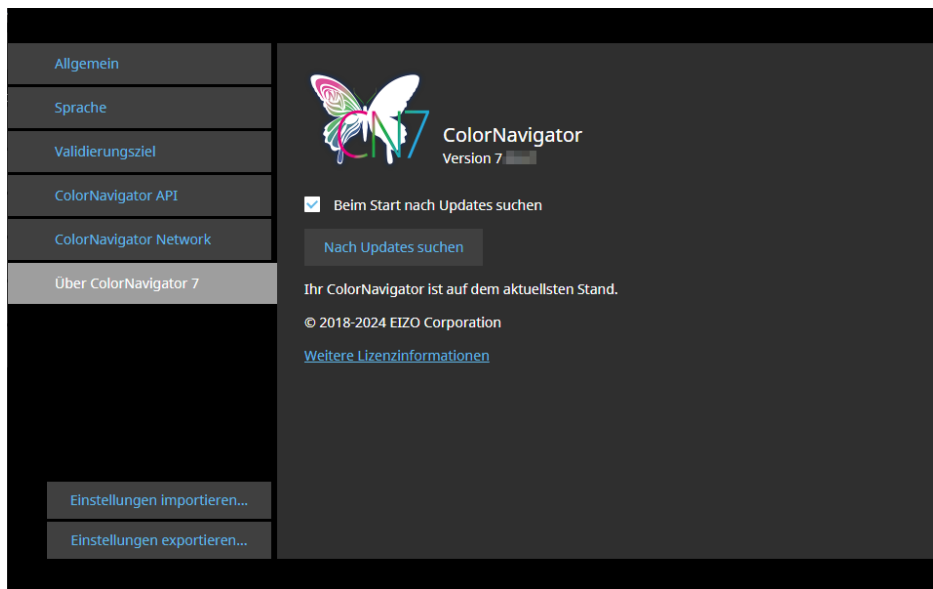 Allgemein
Sprache
Validierungsziel
ColorNavigator API
ColorNavigator Network
Über ColorNavigator 7
Einstellungen importieren...
Einstellungen exportieren...
CN7
ColorNavigator
Version 7
Beim Start nach Updates suchen
Nach Updates suchen
Ihr ColorNavigator ist auf dem aktuellsten Stand.
© 2018-2024 EIZO Corporation
Weitere Lizenzinformationen